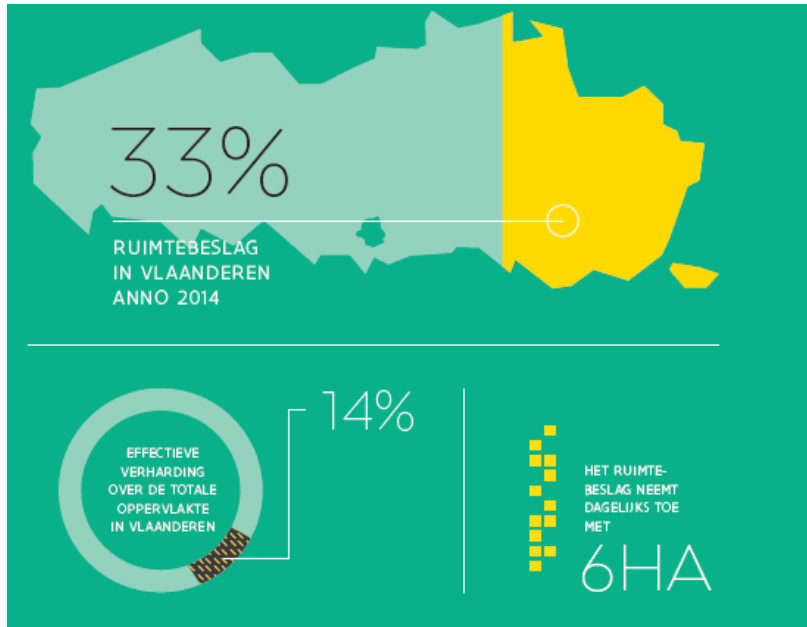 33%
RUIMTEBESLAG
IN VLAANDEREN
ANNO 2014
14%
EFFECTIEVE
VERHARDING
OVER DE TOTALE
OPPERVLAKTE
IN VLAANDEREN
HET RUIMTE-
BESLAG NEEMT
DAGELIJKS TOE
MET
6HA